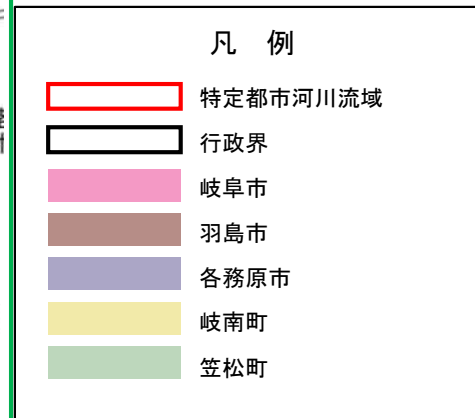 凡 例
特定都市河川流域
行政界
岐阜市
羽島市
各務原市
岐南町
笠松町